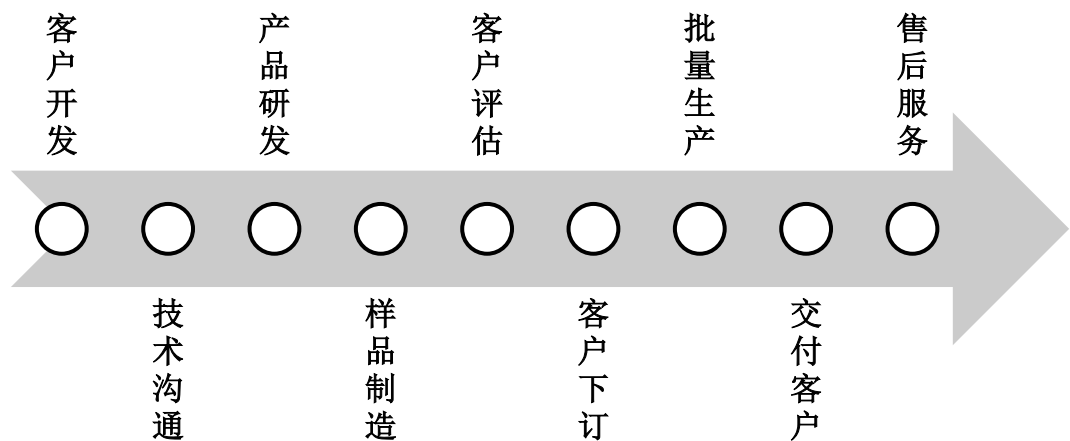 客户开发
技术沟通
产品研发
样品制造
客户评估
客户下订
批量生产
交付客户
售后服务